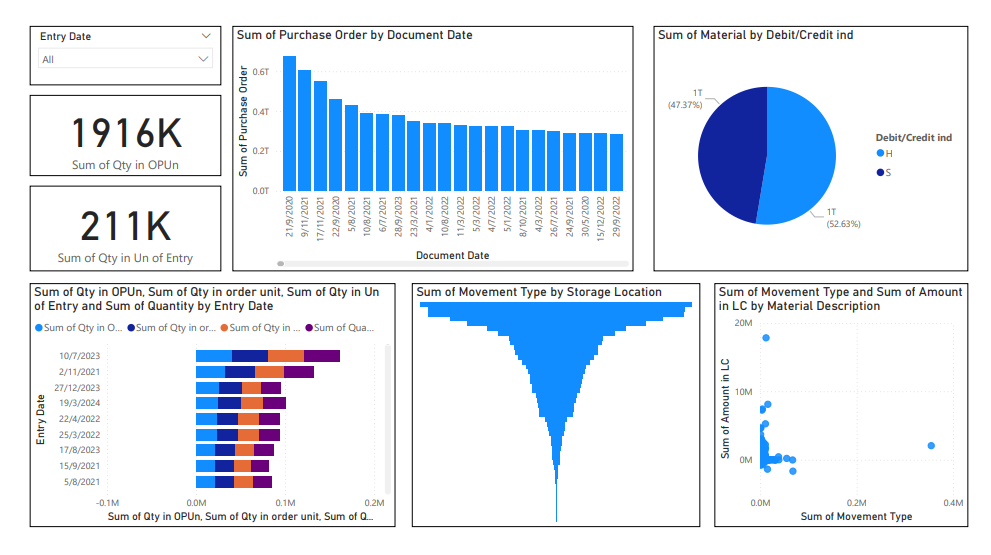 Entry Date
All
1916K
Sum of Qty in OPUn
211K
Sum of Qty in Un of Entry
Sum of Purchase Order by Document Date
Sum of Purchase Order
0.6T
0.4T
0.2T
0.0T
21/9/2020
9/11/2021
17/11/2021
22/9/2020
5/8/2021
10/8/2021
6/7/2021
28/9/2023
23/3/2021
4/1/2022
10/8/2022
11/3/2022
5/3/2022
4/7/2022
5/1/2022
8/10/2021
4/3/2022
26/7/2021
24/9/2021
30/5/2020
15/12/2022
29/9/2022
Document Date
Sum of Material by Debit/Credit ind
1T
(47.37%)
1T
(52.63%)
Debit/Credit ind
H
S
Sum of Qty in OPUn, Sum of Qty in order unit, Sum of Qty in Un
of Entry and Sum of Quantity by Entry Date
Sum of Qty in O... Sum of Qty in or... Sum of Qty in ... Sum of Qua...
Entry Date
10/7/2023
2/11/2021
27/12/2023
19/3/2024
22/4/2022
25/3/2022
17/8/2023
15/9/2021
5/8/2021
-0.1M 0.0M 0.1M 0.2M
Sum of Qty in OPUn, Sum of Qty in order unit, Sum of Q...
Sum of Movement Type by Storage Location
Sum of Movement Type and Sum of Amount
in LC by Material Description
Sum of Amount in LC
20M
10M
0M
0.0M 0.2M 0.4M
Sum of Movement Type